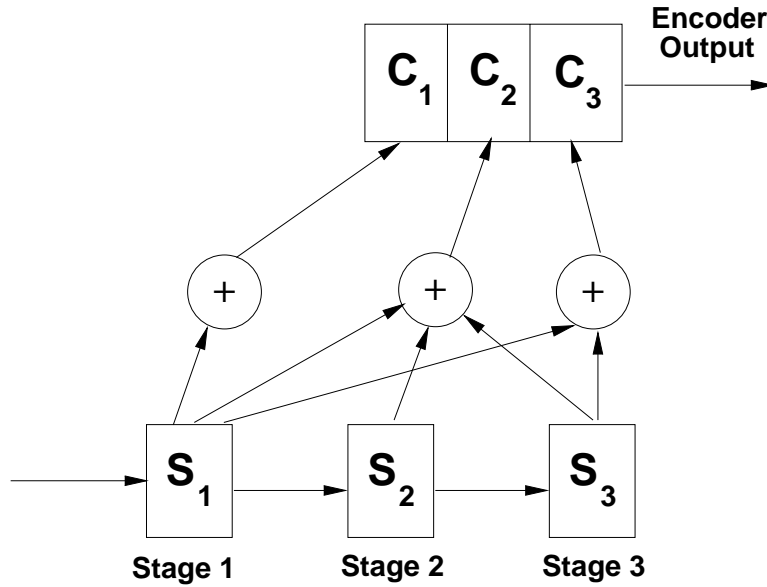 Encoder
Output
C1 C2 C3
+ + +
S1 S2 S3
Stage 1 Stage 2 Stage 3